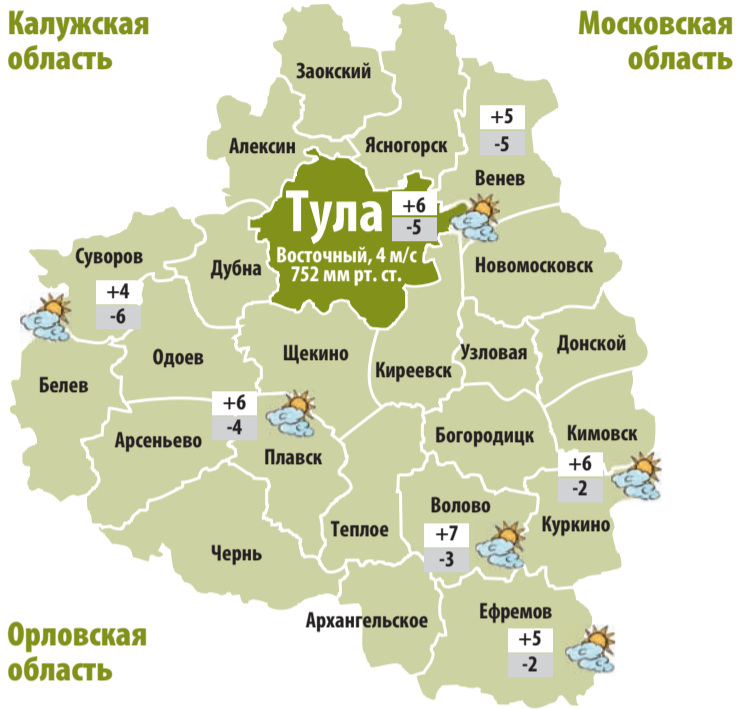 Калужская
область
Московская
область
Заокский
Алексин
Ясногорск
+5
-5
Венев
Тула
+6
-5
Восточный, 4 м/с
752 мм рт. ст.
Суворов
+4
-6
Дубна
Новомосковск
Белев
Одоев
Щекино
Киреевск
Узловая
Донской
+6
-4
Арсеньево
Плавск
Богородицк
Кимовск
+6
-2
Куркино
Волово
+7
-3
Теплое
Чернь
Архангельское
Ефремов
+5
-2
Орловская
область